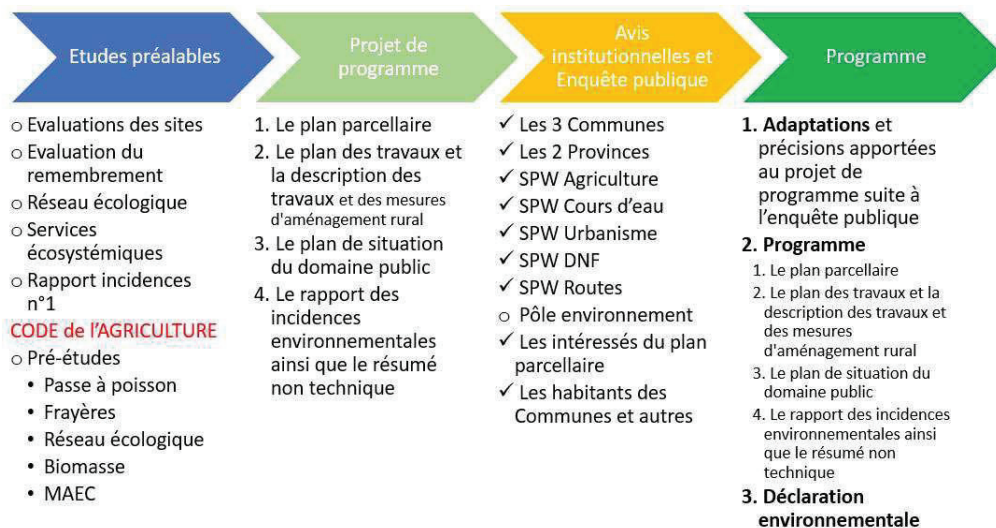 Etudes préalables
o Evaluations des sites
o Evaluation du
remembrement
o Réseau écologique
o Services
écosystémiques
o Rapport incidences
n°1
CODE de l'AGRICULTURE
o Pré-études
• Passe à poisson
• Frayères
• Réseau écologique
• Biomasse
• MAEC
Projet de
programme
1. Le plan parcellaire
2. Le plan des travaux et
la description des
travaux et des mesures
d'aménagement rural
3. Le plan de situation
du domaine public
4. Le rapport des
incidences
environnementales
ainsi que le résumé
non technique
Avis
institutionnelles et
Enquête publique
✓ Les 3 Communes
✓ Les 2 Provinces
✓ SPW Agriculture
✓ SPW Cours d'eau
✓ SPW Urbanisme
✓ SPW DNF
✓ SPW Routes
o Pôle environnement
✓ Les intéressés du plan
parcellaire
✓ Les habitants des
Communes et autres
Programme
1. Adaptations et
précisions apportées
au projet de
programme suite à
l'enquête publique
2. Programme
1. Le plan parcellaire
2. Le plan des travaux et la
description des travaux et
des mesures
d'aménagement rural
3. Le plan de situation du
domaine public
4. Le rapport des incidences
environnementales ainsi
que le résumé non
technique
3. Déclaration
environnementale